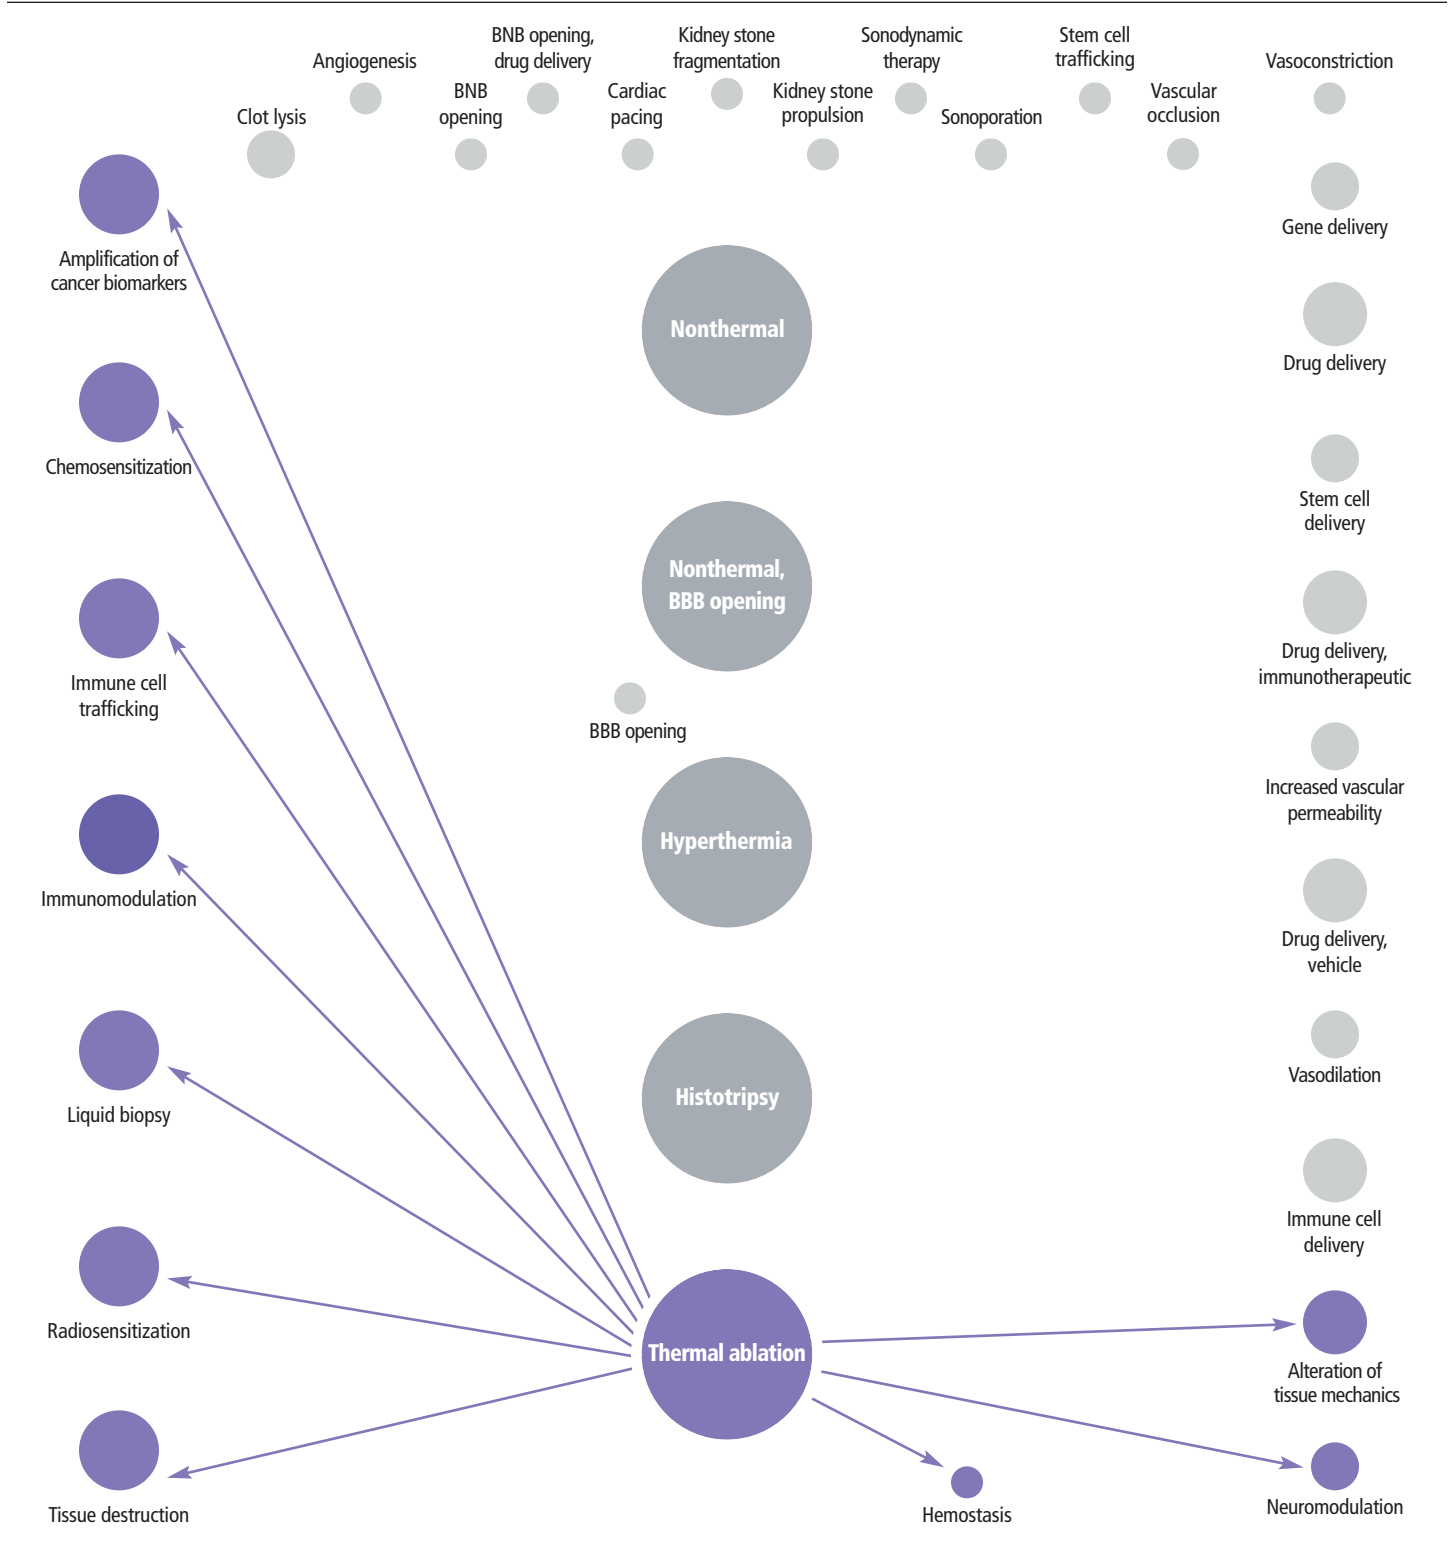 Angiogenesis
BNB opening,
drug delivery
Kidney stone
fragmentation
Sonodynamic
therapy
Stem cell
trafficking
Vasoconstriction
Clot lysis
BNB
opening
Cardiac
pacing
Kidney stone
propulsion
Sonoporation
Vascular
occlusion
Amplification of
cancer biomarkers
Chemosensitization
Immune cell
trafficking
Immunomodulation
Liquid biopsy
Radiosensitization
Tissue destruction
Nonthermal
Nonthermal,
BBB opening
BBB opening
Hyperthermia
Histotripsy
Thermal ablation
Hemostasis
Gene delivery
Drug delivery
Stem cell
delivery
Drug delivery,
immunotherapeutic
Increased vascular
permeability
Drug delivery,
vehicle
Vasodilation
Immune cell
delivery
Alteration of
tissue mechanics
Neuromodulation